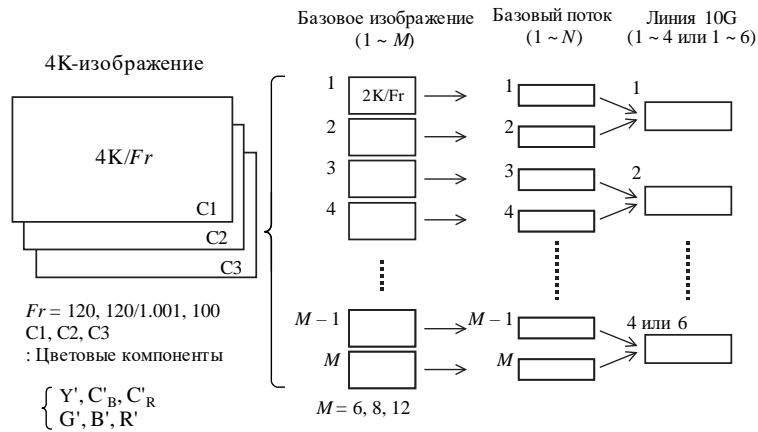 Базовое изображение
(1 ~ M)
Базовый поток
(1 ~ N)
Линия 10G
(1 ~ 4 или 1 ~ 6)
4K-изображение
4K/Fr
C1
C2
C3
1
2K/Fr
2
3
4
M – 1
M
1
2
3
4
M – 1
M
1
2
4 или 6
Fr = 120, 120/1.001, 100
C1, C2, C3
: Цветовые компоненты
Y', C'B, C'R
G', B', R'
M = 6, 8, 12